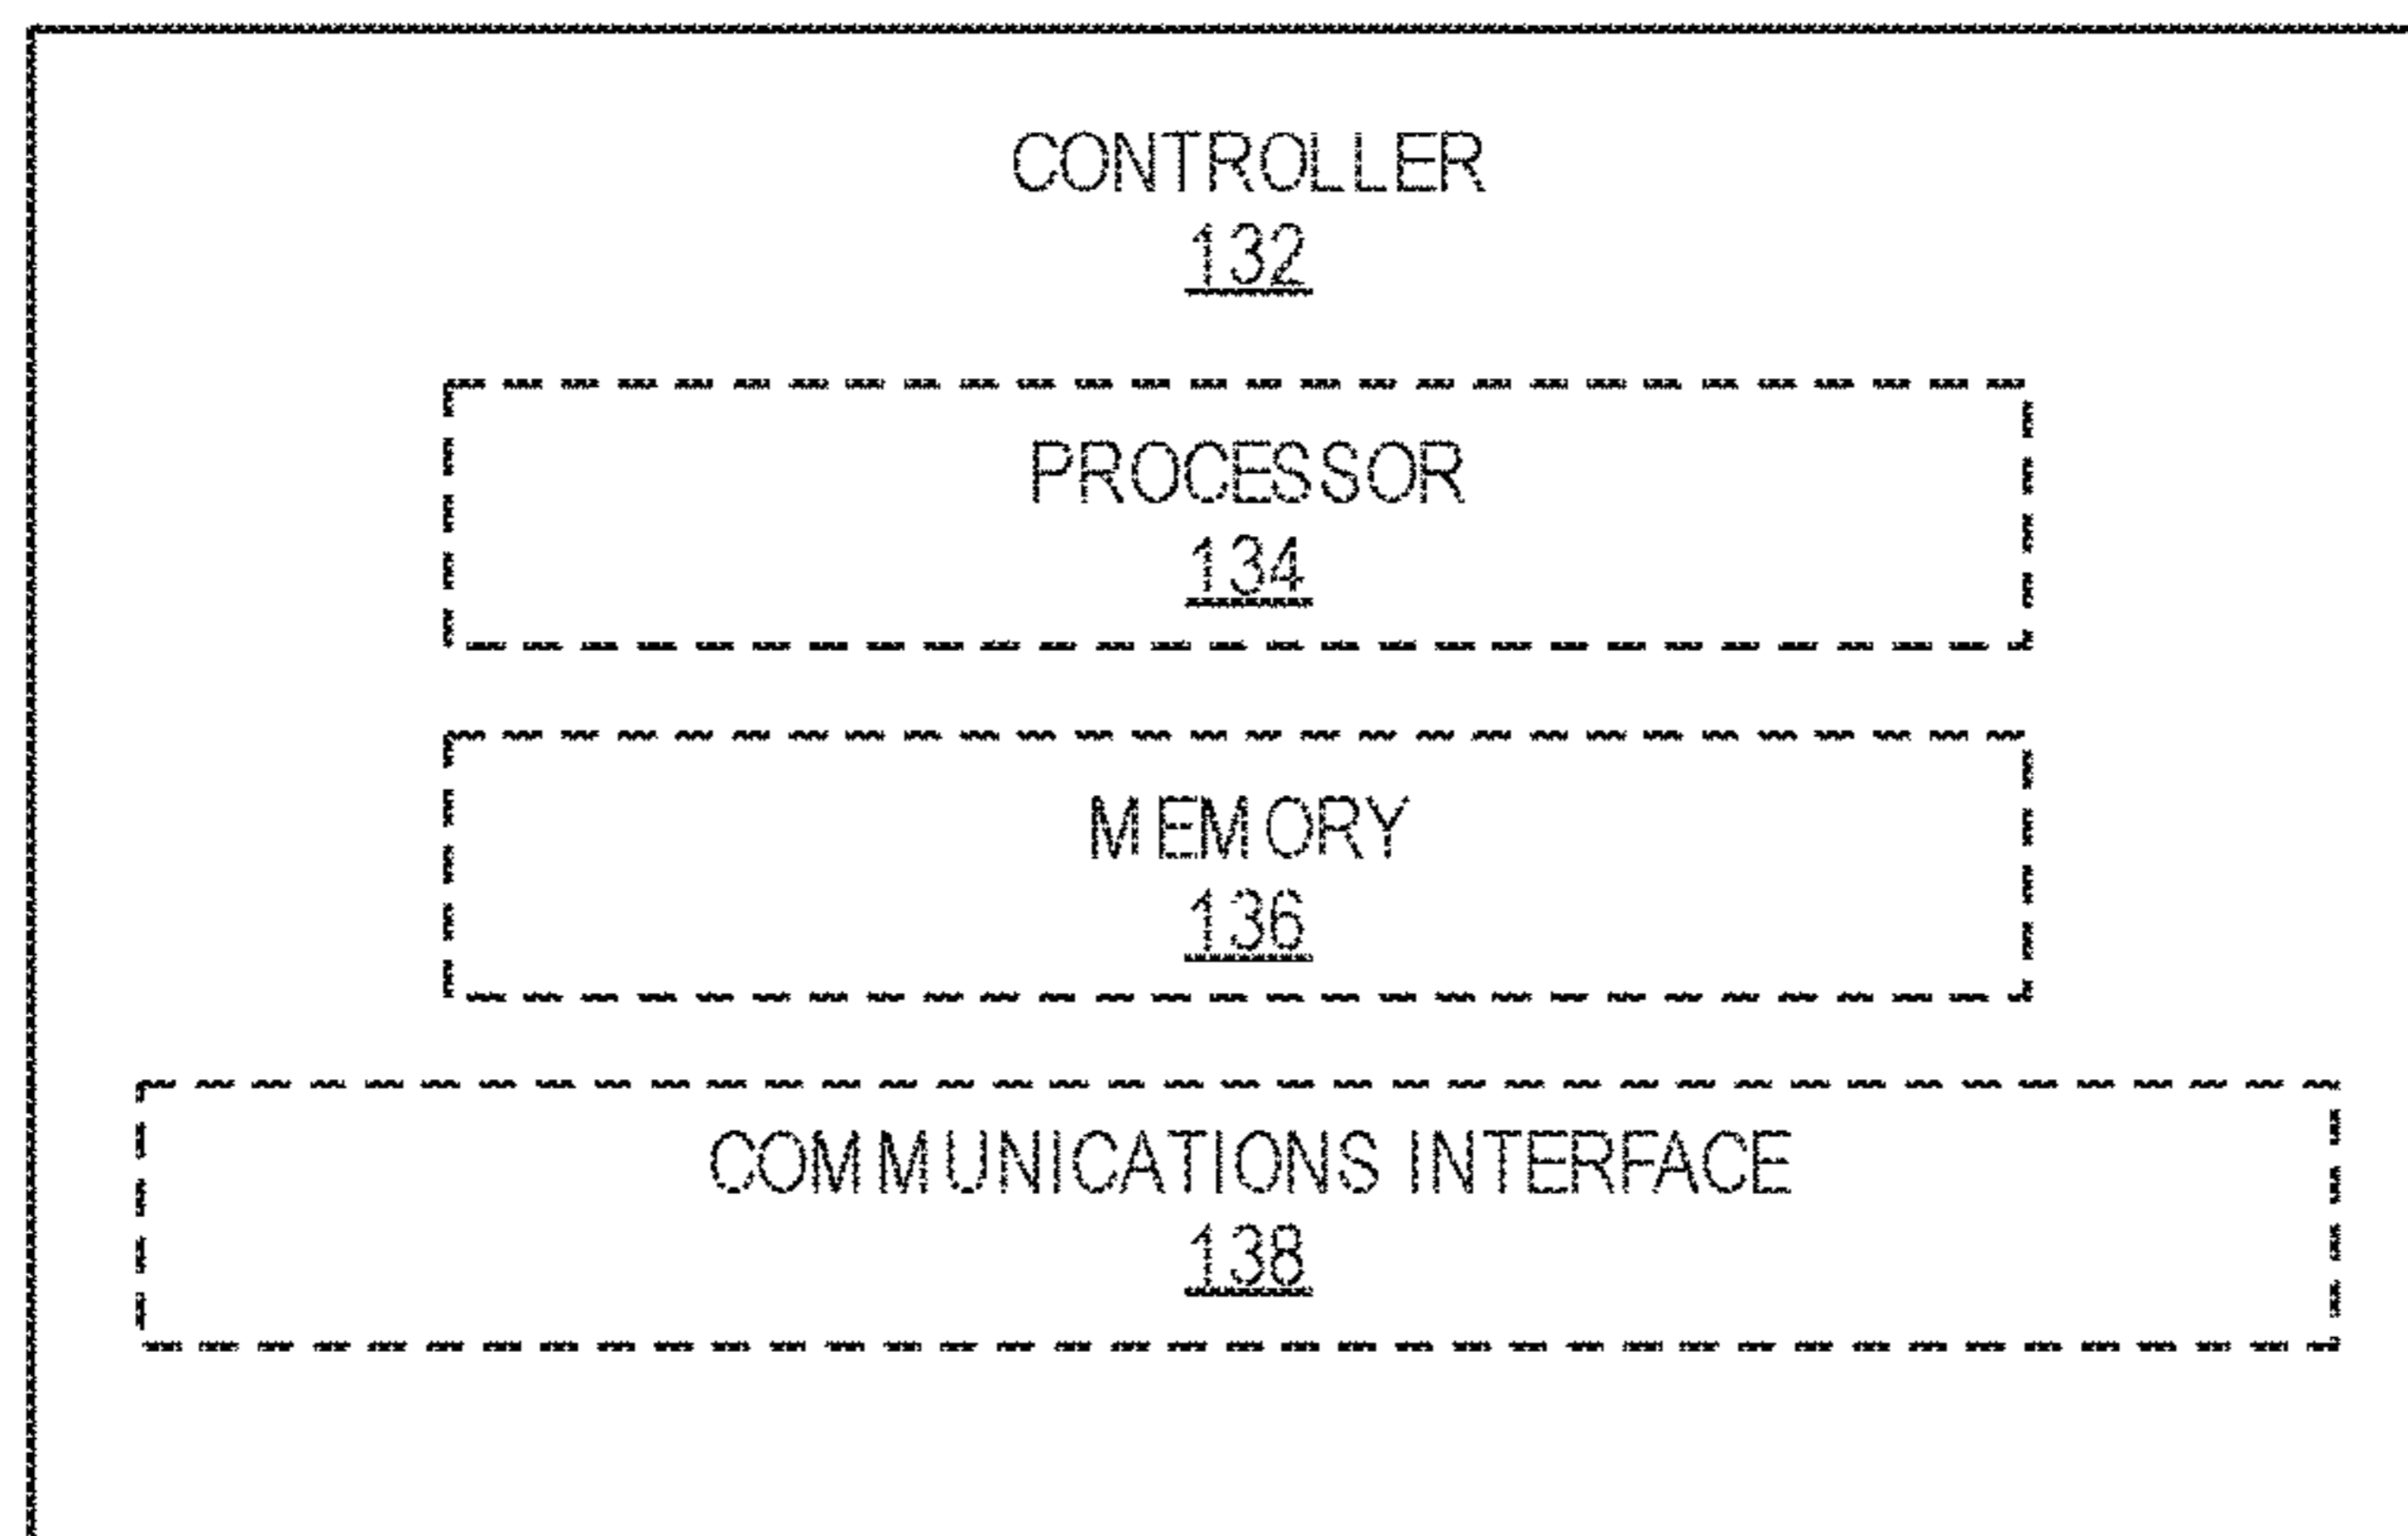 CONTROLLER
132
PROCESSOR
134
MEMORY
136
COMMUNICATIONS INTERFACE
138